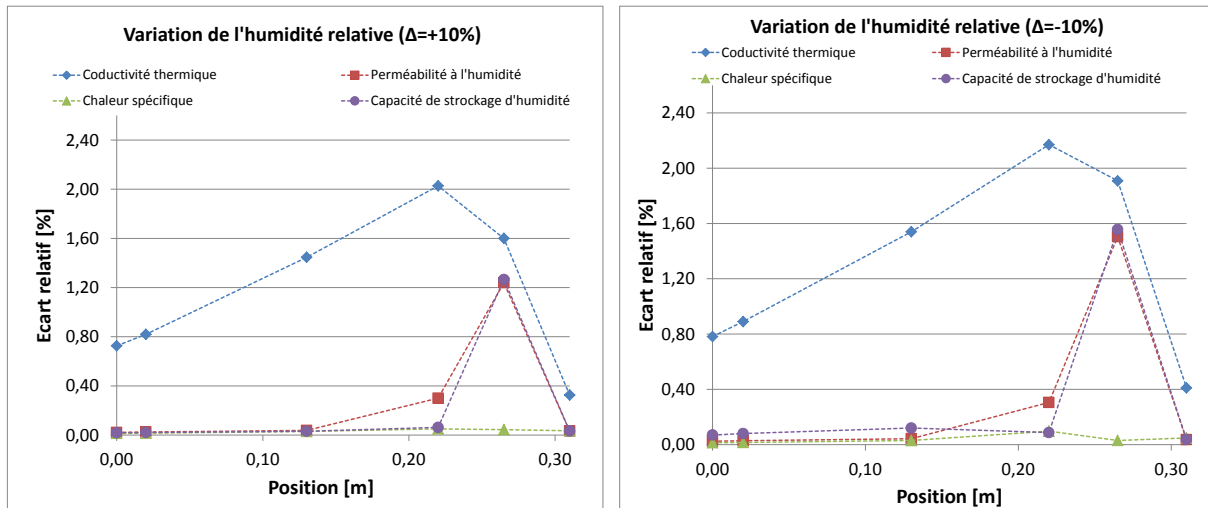 Variation de l'humidité relative (Δ=+10%)
Coductivité thermique
Perméabilité à l'humidité
Chaleur spécifique
Capacité de strockage d'humidité
2,40
2,00
1,60
1,20
0,80
0,40
0,00
Ecart relatif [%]
0,00 0,10 0,20 0,30
Position [m]
Variation de l'humidité relative (Δ=-10%)
Coductivité thermique
Perméabilité à l'humidité
Chaleur spécifique
Capacité de strockage d'humidité
2,40
2,00
1,60
1,20
0,80
0,40
0,00
Ecart relatif [%]
0,00 0,10 0,20 0,30
Position [m]